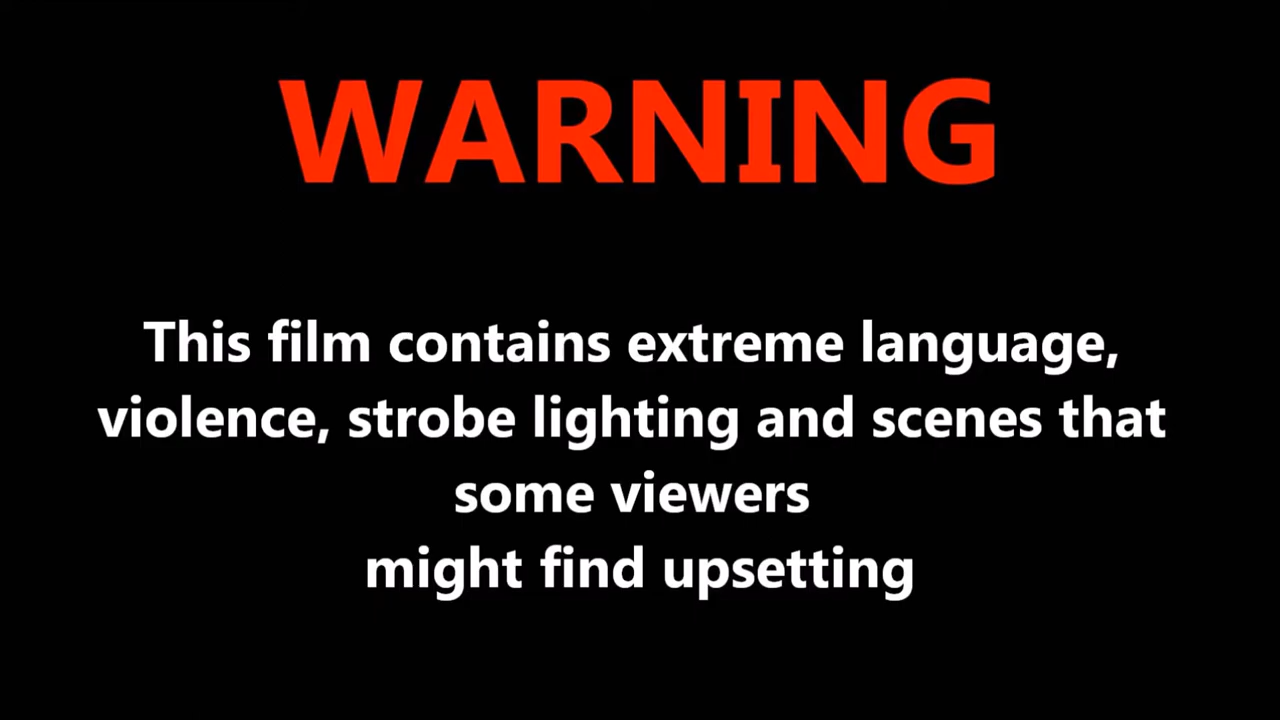 WARNING
This film contains extreme language,
violence, strobe lighting and scenes that
some viewers
might find upsetting